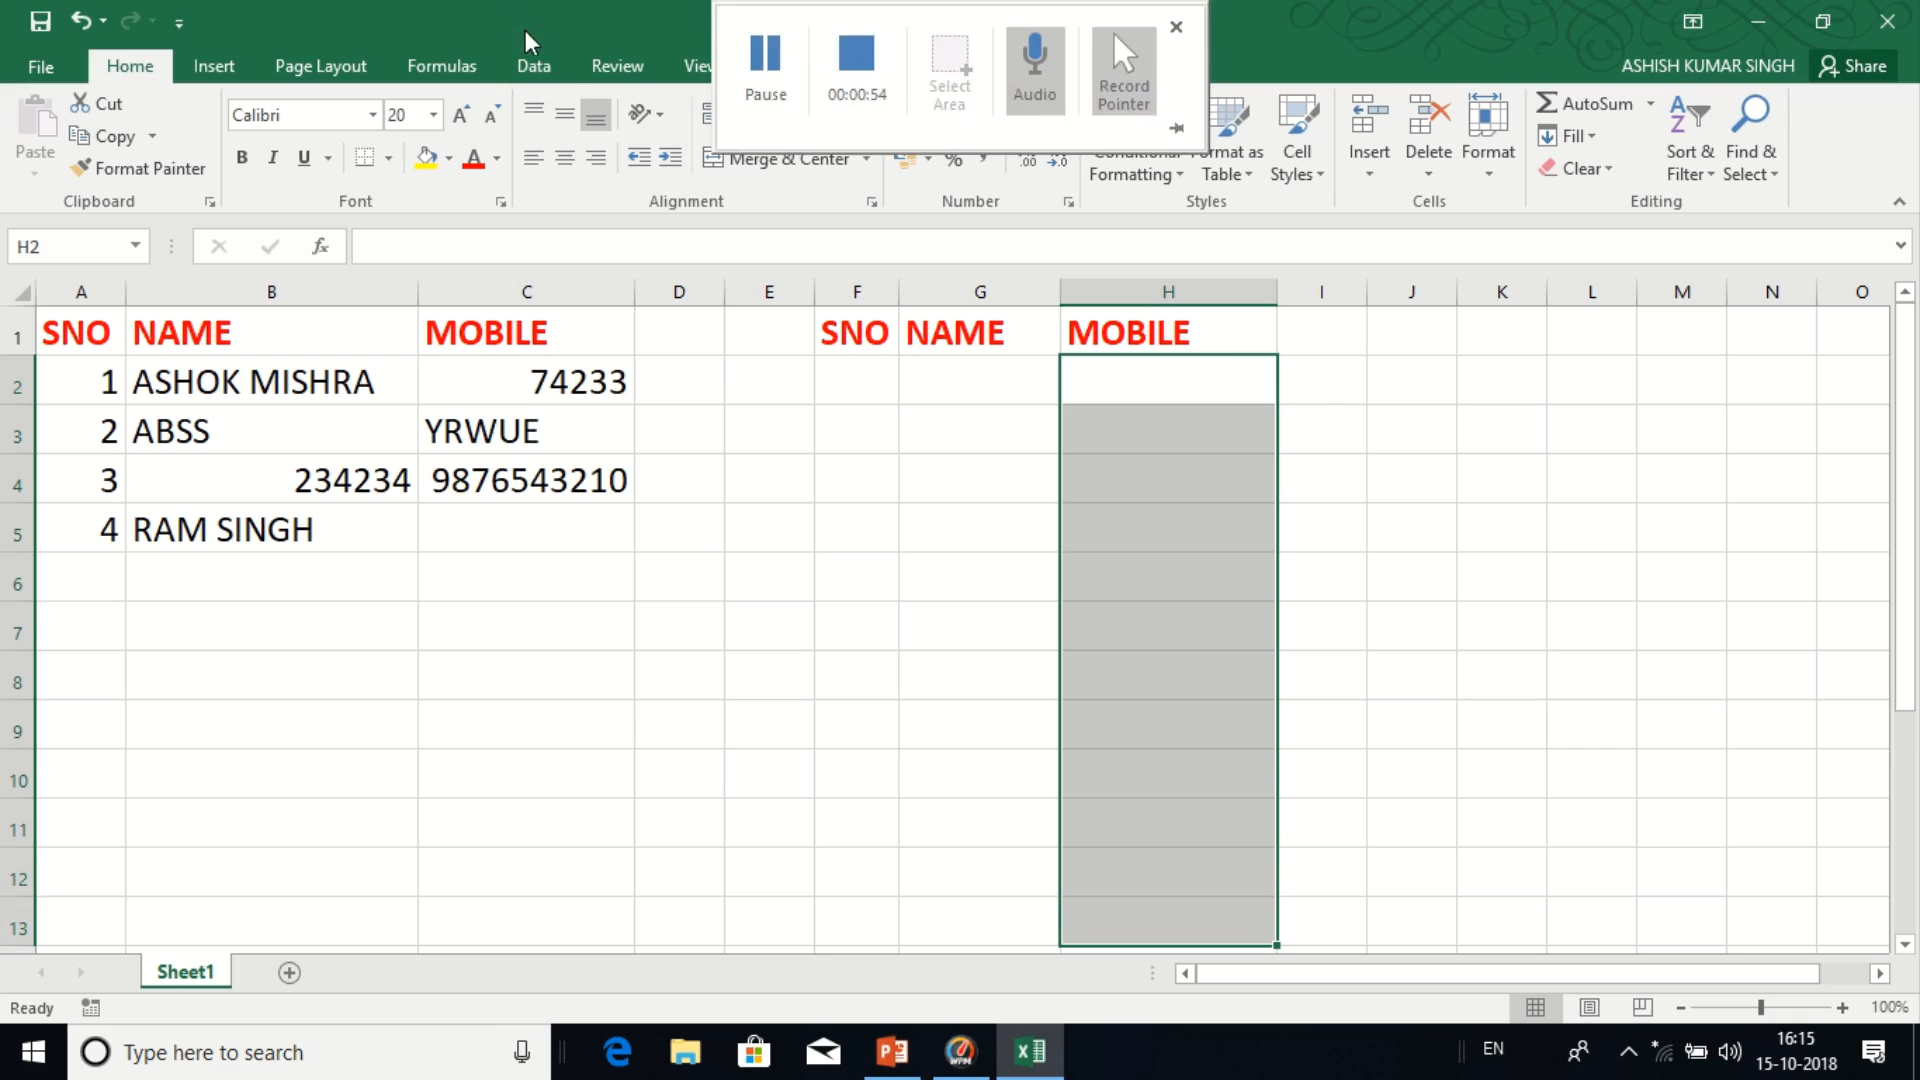 Pause
00:00:54
Select Area
Audio
Record Pointer
File Home Insert Page Layout Formulas Data Review
ASHISH KUMAR SINGH Share
Paste
Cut
Copy
Format Painter
Clipboard
Calibri 20
B I U
Font
Merge & Center
Alignment
%
Number
Formatting
Table
Cell Styles
Styles
Insert Delete Format
Cells
AutoSum
Fill
Clear
Sort & Filter
Find & Select
Editing
H2 fx
A B C D E F G H I J K L M N O
1 SNO NAME MOBILE SNO NAME MOBILE
2 1 ASHOK MISHRA 74233
3 2 ABSS YRWUE
4 3 234234 9876543210
5 4 RAM SINGH
6
7
8
9
10
11
12
13
Sheet1
Ready
100%
Type here to search
EN
16:15
15-10-2018